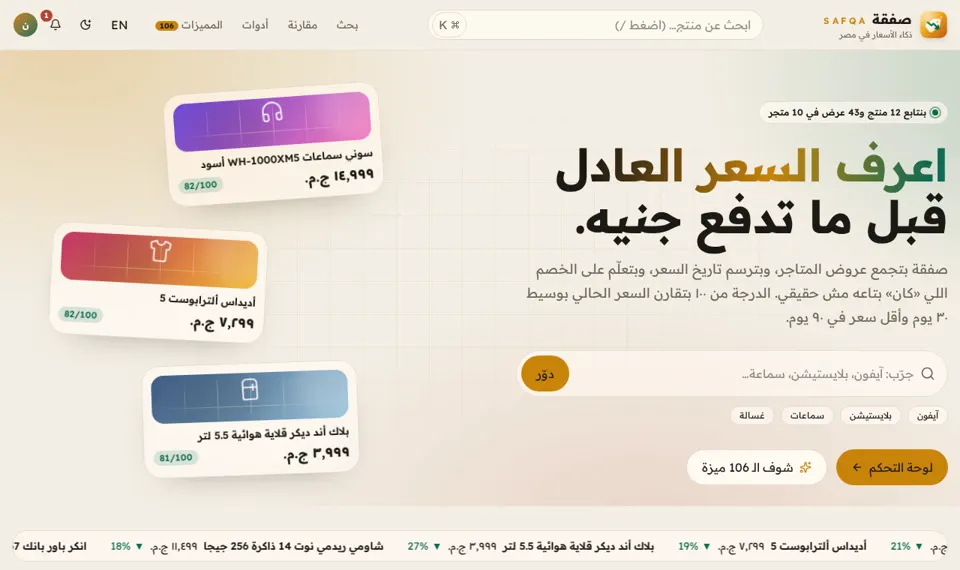 صفقة SAFQA
ذكاء الأسعار في مصر
ابحث عن منتج… (اضغط /)
⌘ K
بحث
مقارنة
أدوات
المميزات 106
EN
1
ن
بنتابع 12 منتج و43 عرض في 10 متجر
اعرف السعر العادل
قبل ما تدفع جنيه.
صفقة بتجمع عروض المتاجر، وبترسم تاريخ السعر، وبتعلّم على الخصم
اللي «كان» بتاعه مش حقيقي. الدرجة من ١٠٠ بتقارن السعر الحالي بوسيط
٣٠ يوم وأقل سعر في ٩٠ يوم.
جرّب: آيفون، بلايستيشن، سماعة…
دوّر
آيفون
بلايستيشن
سماعات
غسالة
لوحة التحكم ←
شوف الـ 106 ميزة
سوني سماعات WH-1000XM5 أسود
١٤,٩٩٩ ج.م.
82/100
أديداس ألترابوست 5
٧,٢٩٩ ج.م.
82/100
بلاك أند ديكر قلاية هوائية 5.5 لتر
٣,٩٩٩ ج.م.
81/100
ج.م. ▼ 21% أديداس ألترابوست 5 ٧,٢٩٩ ج.م. ▼ 19% بلاك أند ديكر قلاية هوائية 5.5 لتر ٣,٩٩٩ ج.م. ▼ 27% شاومي ريدمي نوت 14 ذاكرة 256 جيجا ١١,٤٩٩ ج.م. ▼ 18% انكر باور بانك